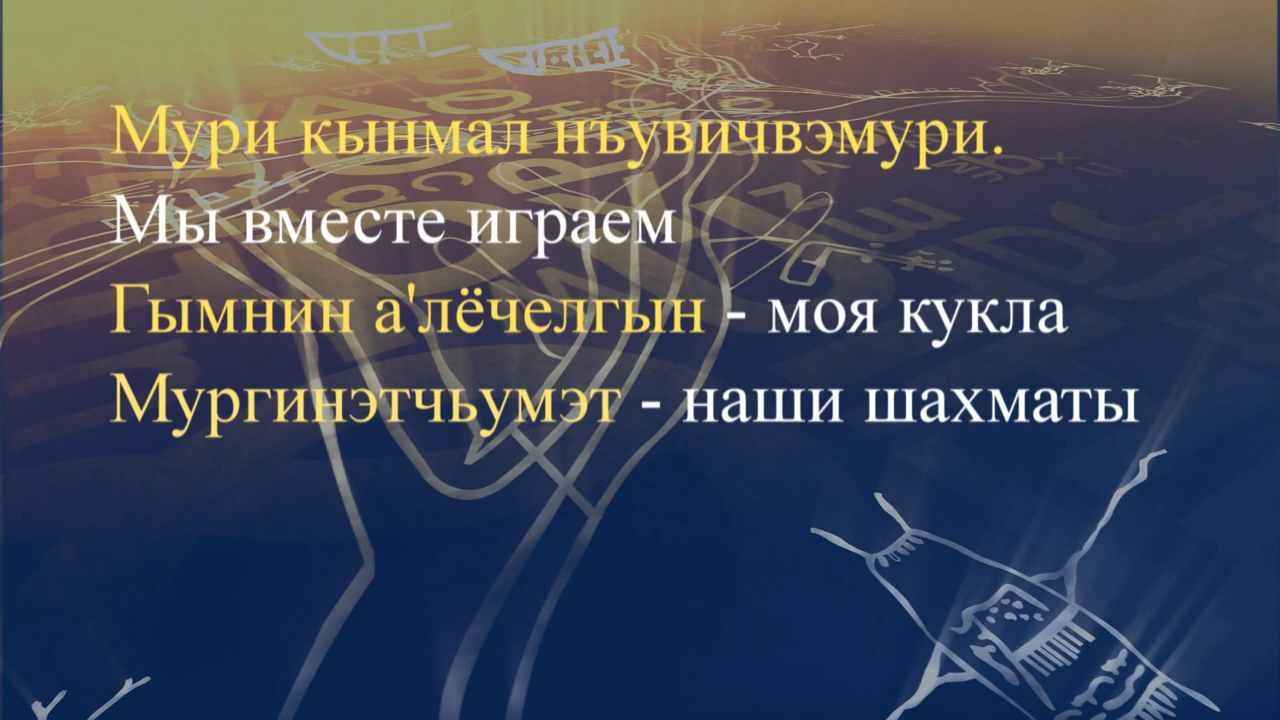 Мури кынмал нъувичвэмури.
Мы вместе играем
Гымнин а'лёчелгын - моя кукла
Мургинэтчьумэт - наши шахматы